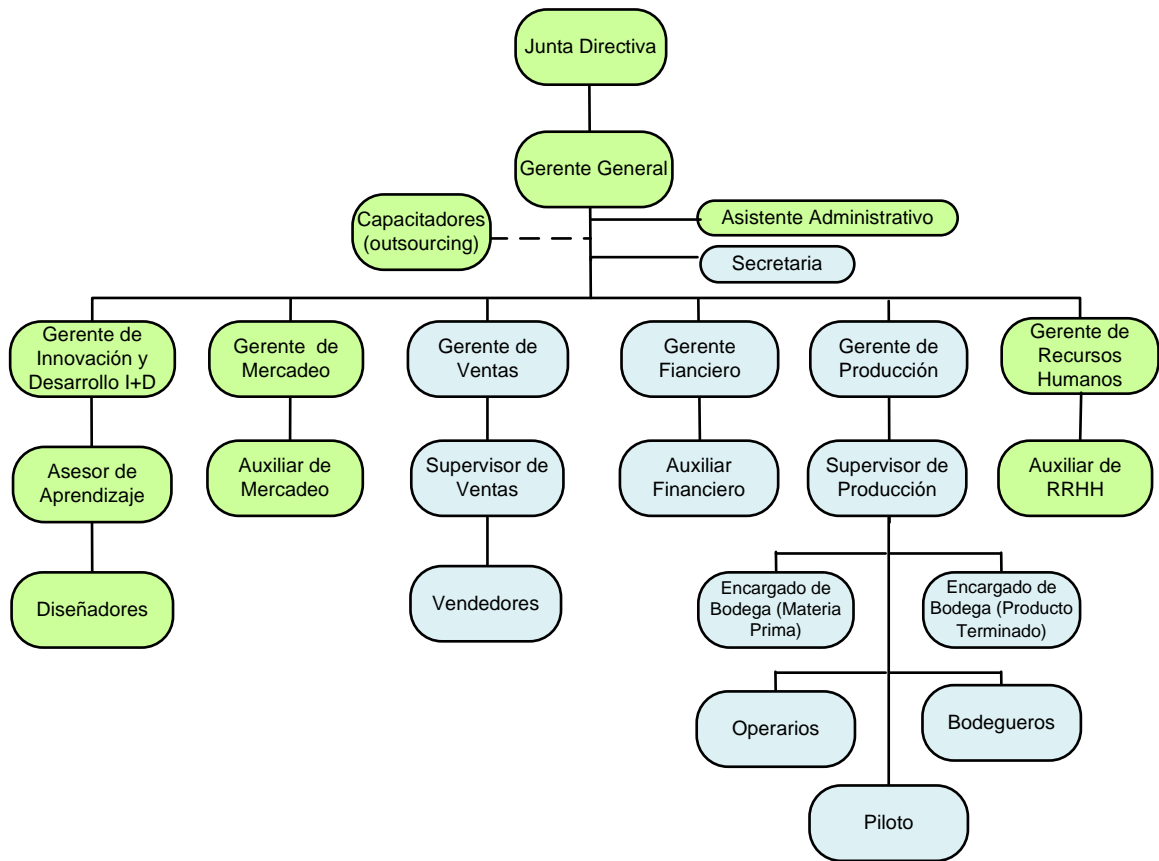 Junta Directiva
Gerente General
Capacitadores
(outsourcing)
Asistente Administrativo
Secretaria
Gerente de
Innovación y
Desarrollo I+D
Gerente de
Mercadeo
Gerente de
Ventas
Gerente
Fianciero
Gerente de
Producción
Gerente de
Recursos
Humanos
Asesor de
Aprendizaje
Auxiliar de
Mercadeo
Supervisor de
Ventas
Auxiliar
Financiero
Supervisor de
Producción
Auxiliar de
RRHH
Diseñadores
Vendedores
Encargado de
Bodega (Materia
Prima)
Encargado de
Bodega (Producto
Terminado)
Operarios
Bodegueros
Piloto